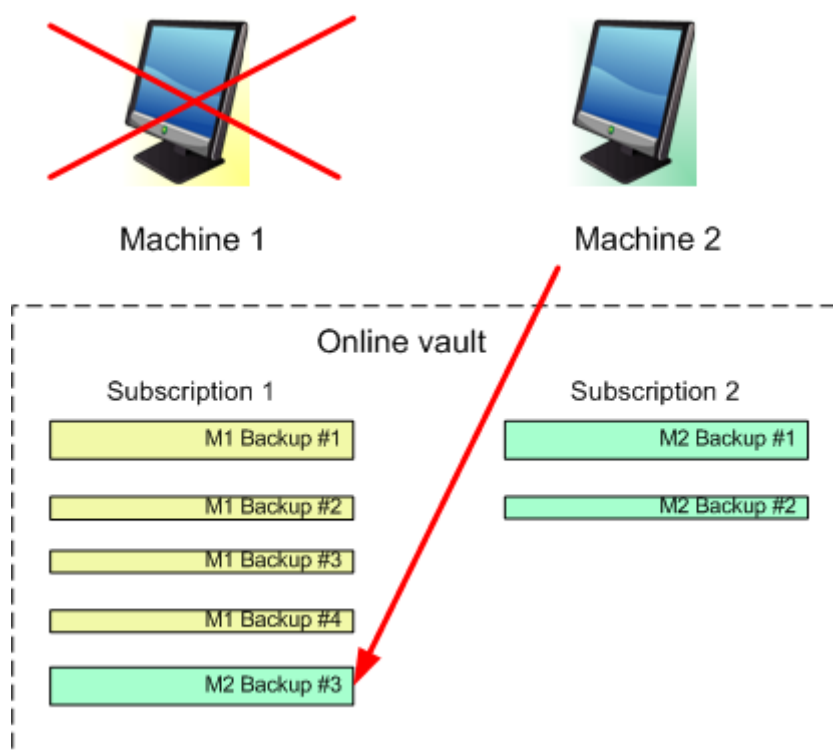 Machine 1
Machine 2
Online vault
Subscription 1
Subscription 2
M1 Backup #1
M2 Backup #1
M1 Backup #2
M2 Backup #2
M1 Backup #3
M1 Backup #4
M2 Backup #3